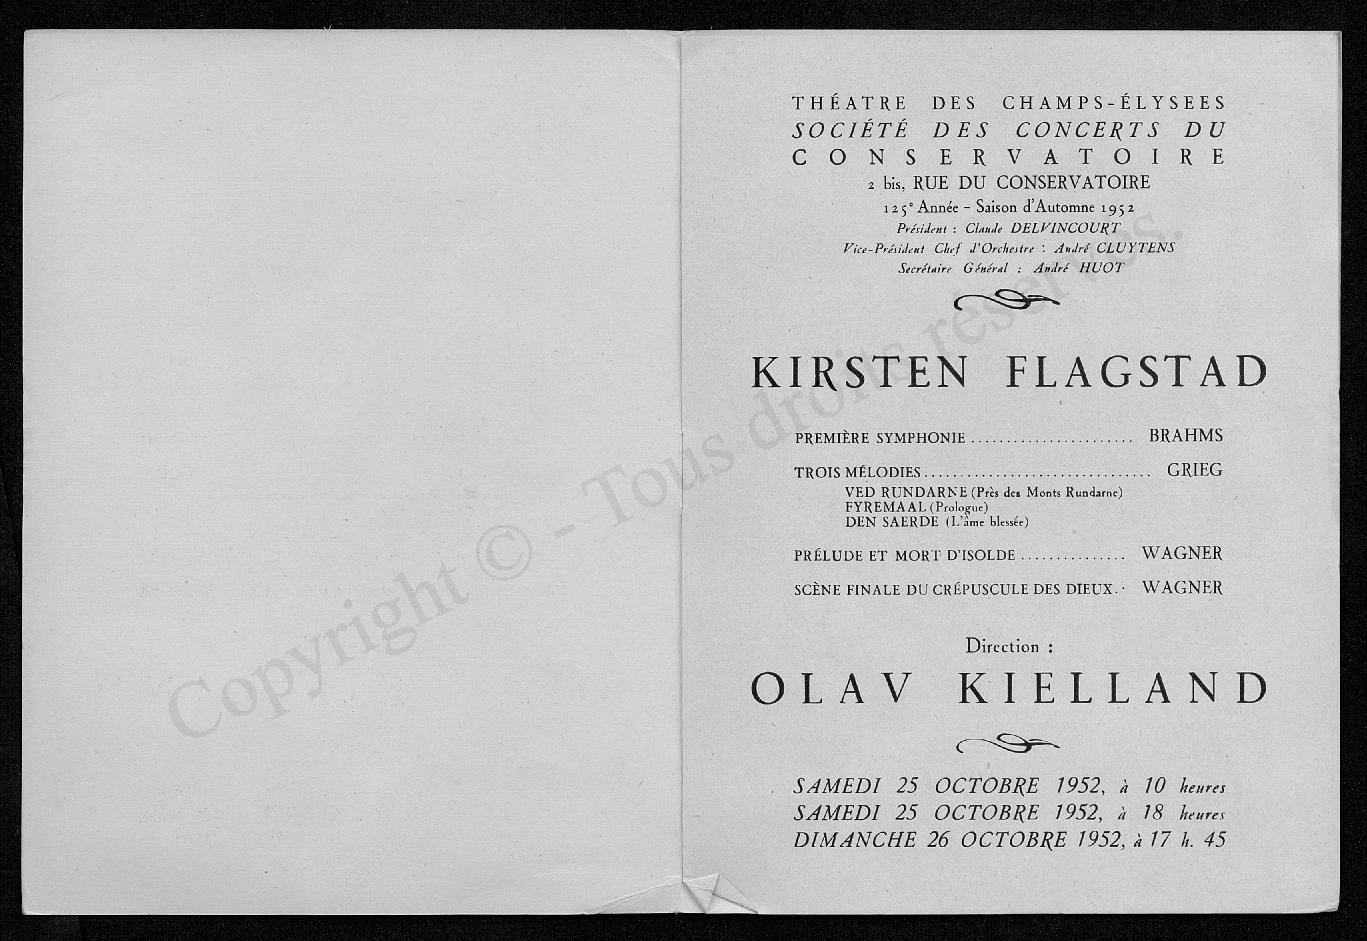 THÉATRE DES CHAMPS-ÉLYSEES
SOCIÉTÉ DES CONCERTS DU
CONSERVATOIRE
2 bis, RUE DU CONSERVATOIRE
125e Année - Saison d'Automne 1952
Président : Claude DELVINCOURT
Vice-Président Chef d'Orchestre : André CLUYTENS
Secrétaire Général : André HUOT
KIRSTEN FLAGSTAD
PREMIÈRE SYMPHONIE ....................... BRAHMS
TROIS MÉLODIES ................................ GRIEG
VED RUNDARNE (Près des Monts Rundarne)
FYREMAAL (Prologue)
DEN SAERDE (L'âme blessée)
PRÉLUDE ET MORT D'ISOLDE ............... WAGNER
SCÈNE FINALE DU CRÉPUSCULE DES DIEUX. . WAGNER
Direction :
OLAV KIELLAND
SAMEDI 25 OCTOBRE 1952, à 10 heures
SAMEDI 25 OCTOBRE 1952, à 18 heures
DIMANCHE 26 OCTOBRE 1952, à 17 h. 45
Copyright © - Tous droits réservés.